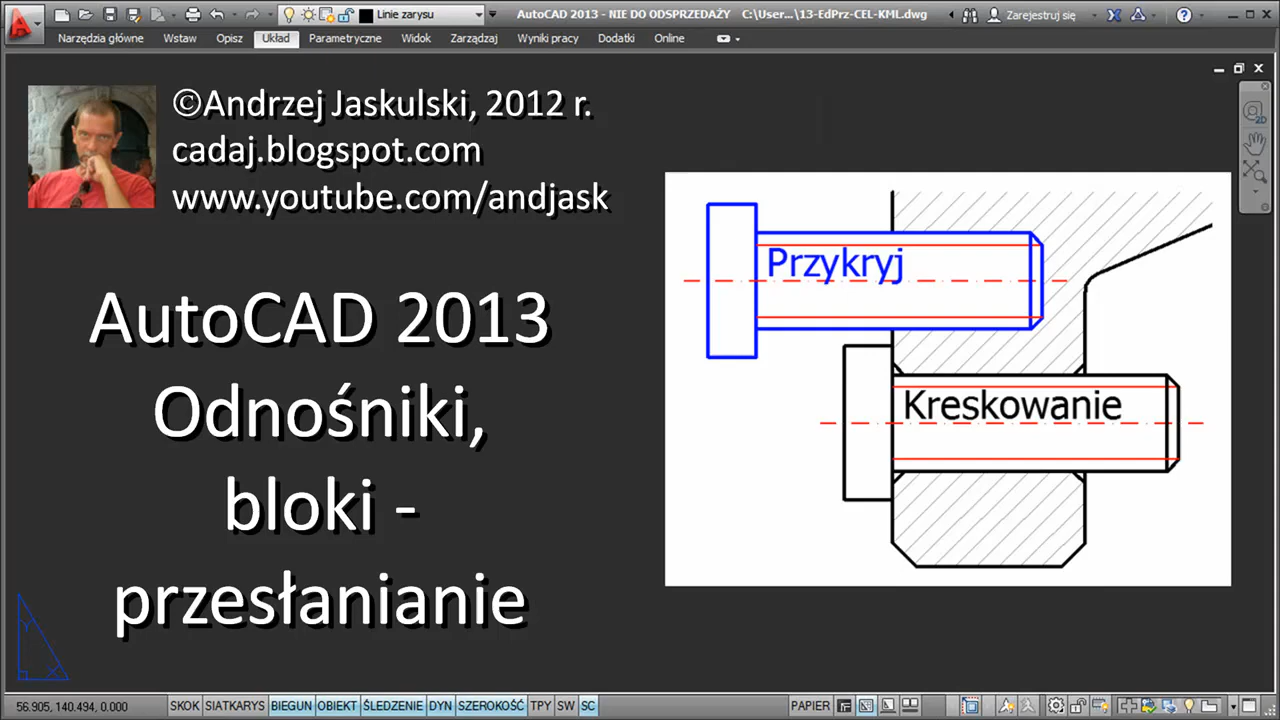 Linie zarysu
AutoCAD 2013 - NIE DO ODSPRZEDAŻY C:\User...\13-EdPrz-CEL-KML.dwg
Zarejestruj się
Narzędzia główne Wstaw Opisz Układ Parametryczne Widok Zarządzaj Wyniki pracy Dodatki Online
©Andrzej Jaskulski, 2012 r.
cadaj.blogspot.com
www.youtube.com/andjask
AutoCAD 2013
Odnośniki,
bloki -
przesłanianie
Przykryj
Kreskowanie
2D
Y
X
56.905, 140.494, 0.000 SKOK SIATKARYS BIEGUN OBIEKT ŚLEDZENIE DYN SZEROKOŚĆ TPY SW SC PAPIER